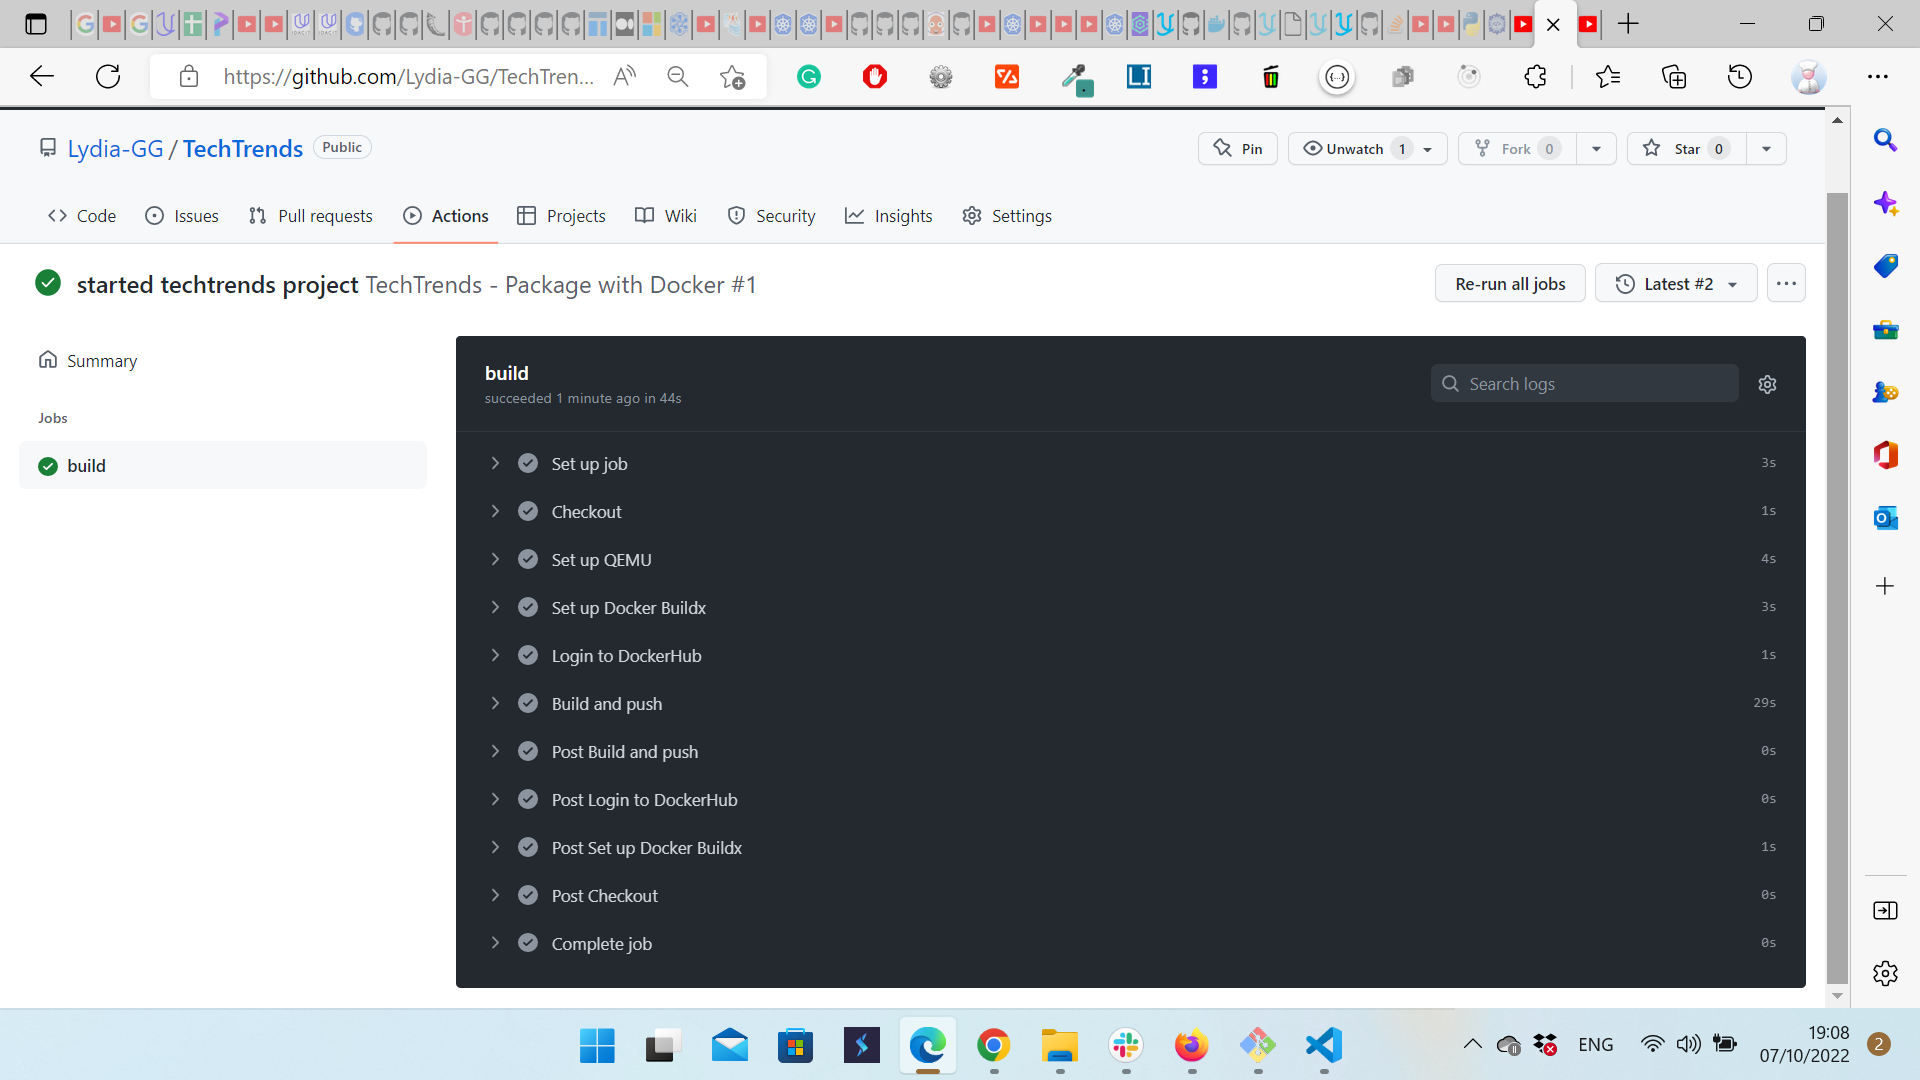 https://github.com/Lydia-GG/TechTren...
Lydia-GG / TechTrends Public
Pin
Unwatch 1
Fork 0
Star 0
Code
Issues
Pull requests
Actions
Projects
Wiki
Security
Insights
Settings
started techtrends project TechTrends - Package with Docker #1
Re-run all jobs
Latest #2
Summary
Jobs
build
build
succeeded 1 minute ago in 44s
Search logs
Set up job 3s
Checkout 1s
Set up QEMU 4s
Set up Docker Buildx 3s
Login to DockerHub 1s
Build and push 29s
Post Build and push 0s
Post Login to DockerHub 0s
Post Set up Docker Buildx 1s
Post Checkout 0s
Complete job 0s
ENG
19:08
07/10/2022
2